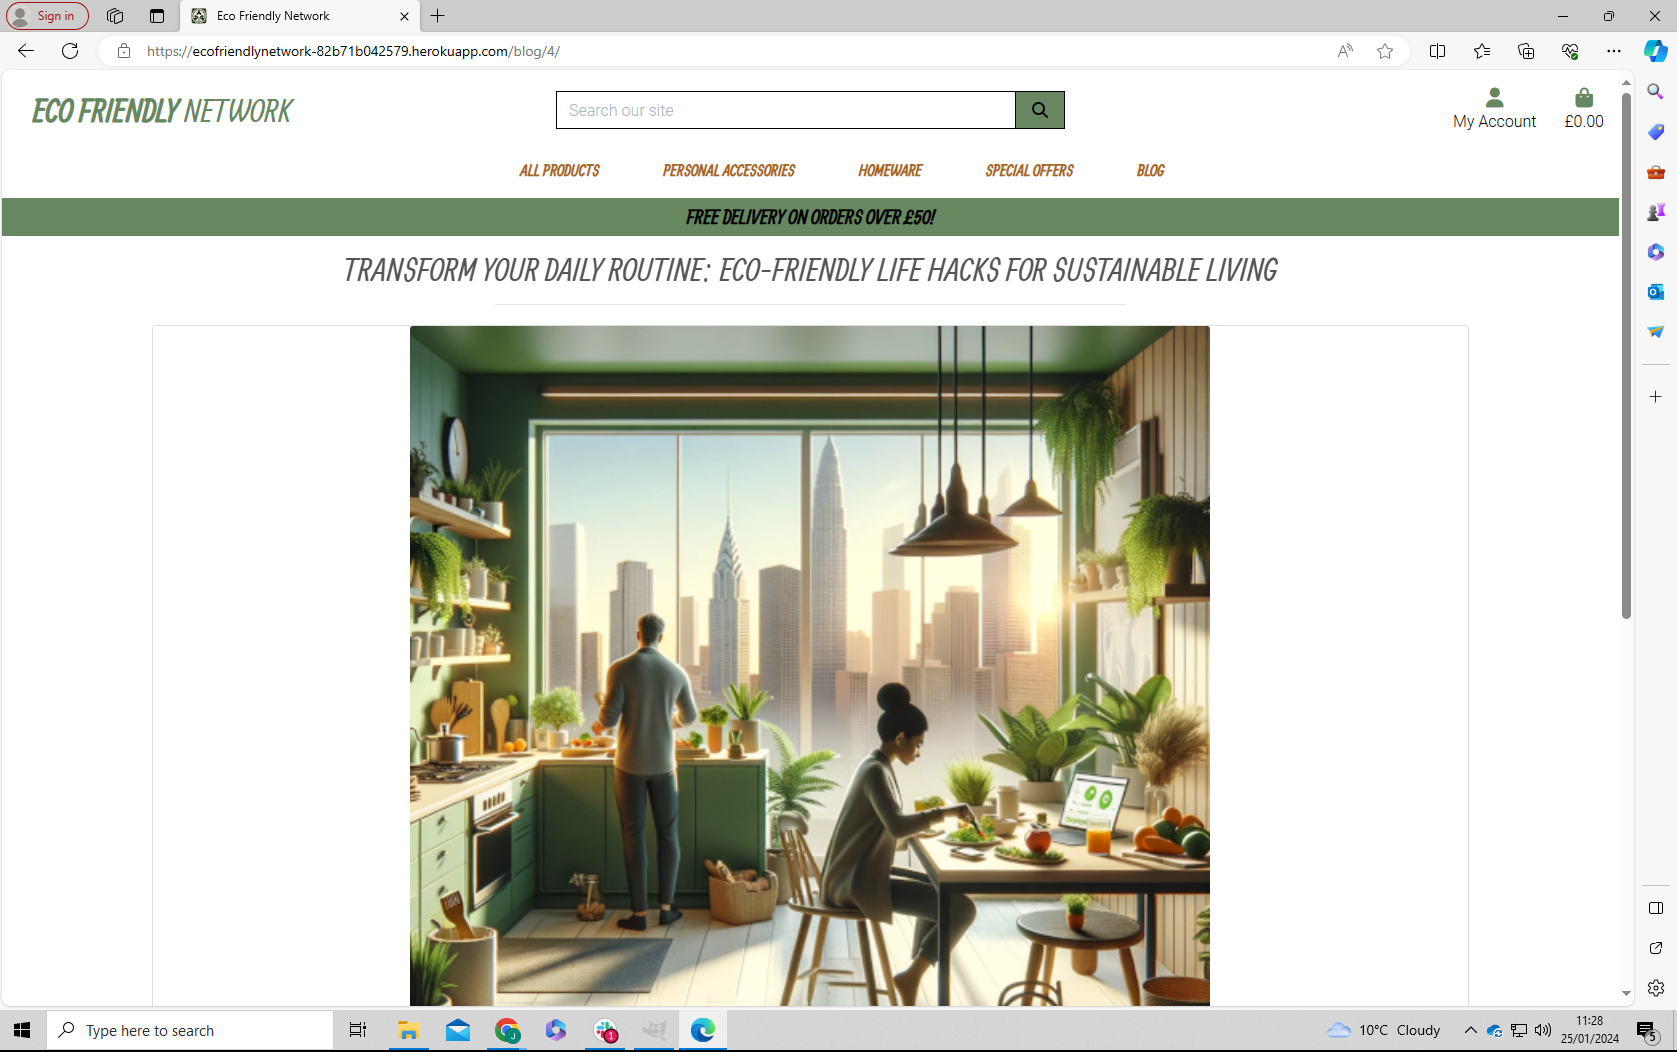 Sign in
Eco Friendly Network
https://ecofriendlynetwork-82b71b042579.herokuapp.com/blog/4/
ECO FRIENDLY NETWORK
Search our site
My Account
£0.00
ALL PRODUCTS
PERSONAL ACCESSORIES
HOMEWARE
SPECIAL OFFERS
BLOG
FREE DELIVERY ON ORDERS OVER £50!
TRANSFORM YOUR DAILY ROUTINE: ECO-FRIENDLY LIFE HACKS FOR SUSTAINABLE LIVING
Type here to search
1
10°C Cloudy
11:28
25/01/2024
5